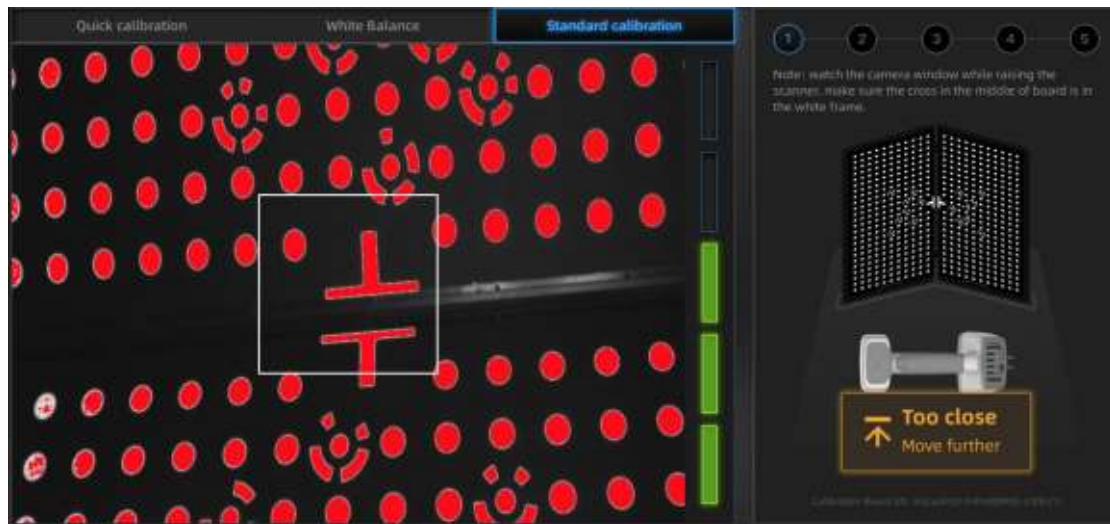 Quick calibration
White Balance
Standard calibration
1
2
3
4
5
Note: watch the camera window while raising the
scanner, make sure the cross in the middle of board is in
the white frame.
Too close
Move further